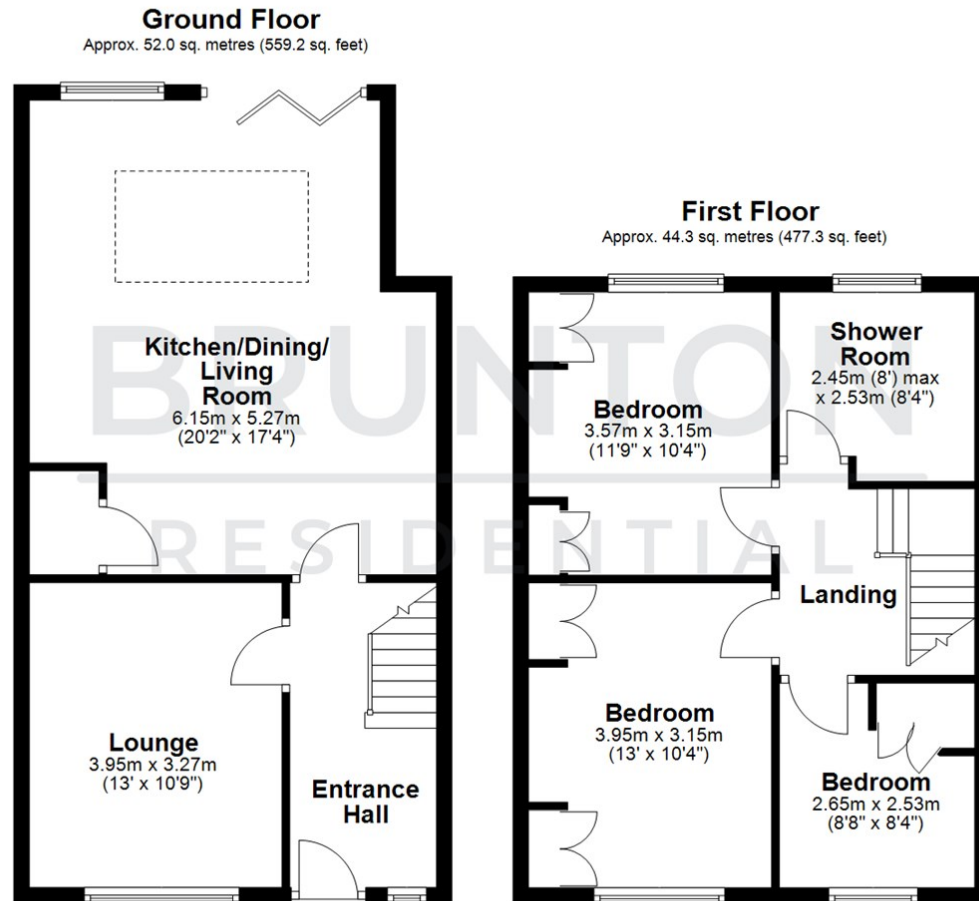 Ground Floor
Approx. 52.0 sq. metres (559.2 sq. feet)
Kitchen/Dining/
Living
Room
6.15m x 5.27m
(20'2" x 17'4")
Lounge
3.95m x 3.27m
(13' x 10'9")
Entrance
Hall
First Floor
Approx. 44.3 sq. metres (477.3 sq. feet)
Bedroom
3.57m x 3.15m
(11'9" x 10'4")
Shower
Room
2.45m (8') max
x 2.53m (8'4")
Landing
Bedroom
3.95m x 3.15m
(13' x 10'4")
Bedroom
2.65m x 2.53m
(8'8" x 8'4")
BRUNTON
RESIDENTIAL